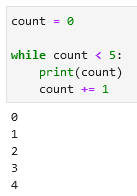 count = 0
while count < 5:
    print(count)
    count += 1
0
1
2
3
4